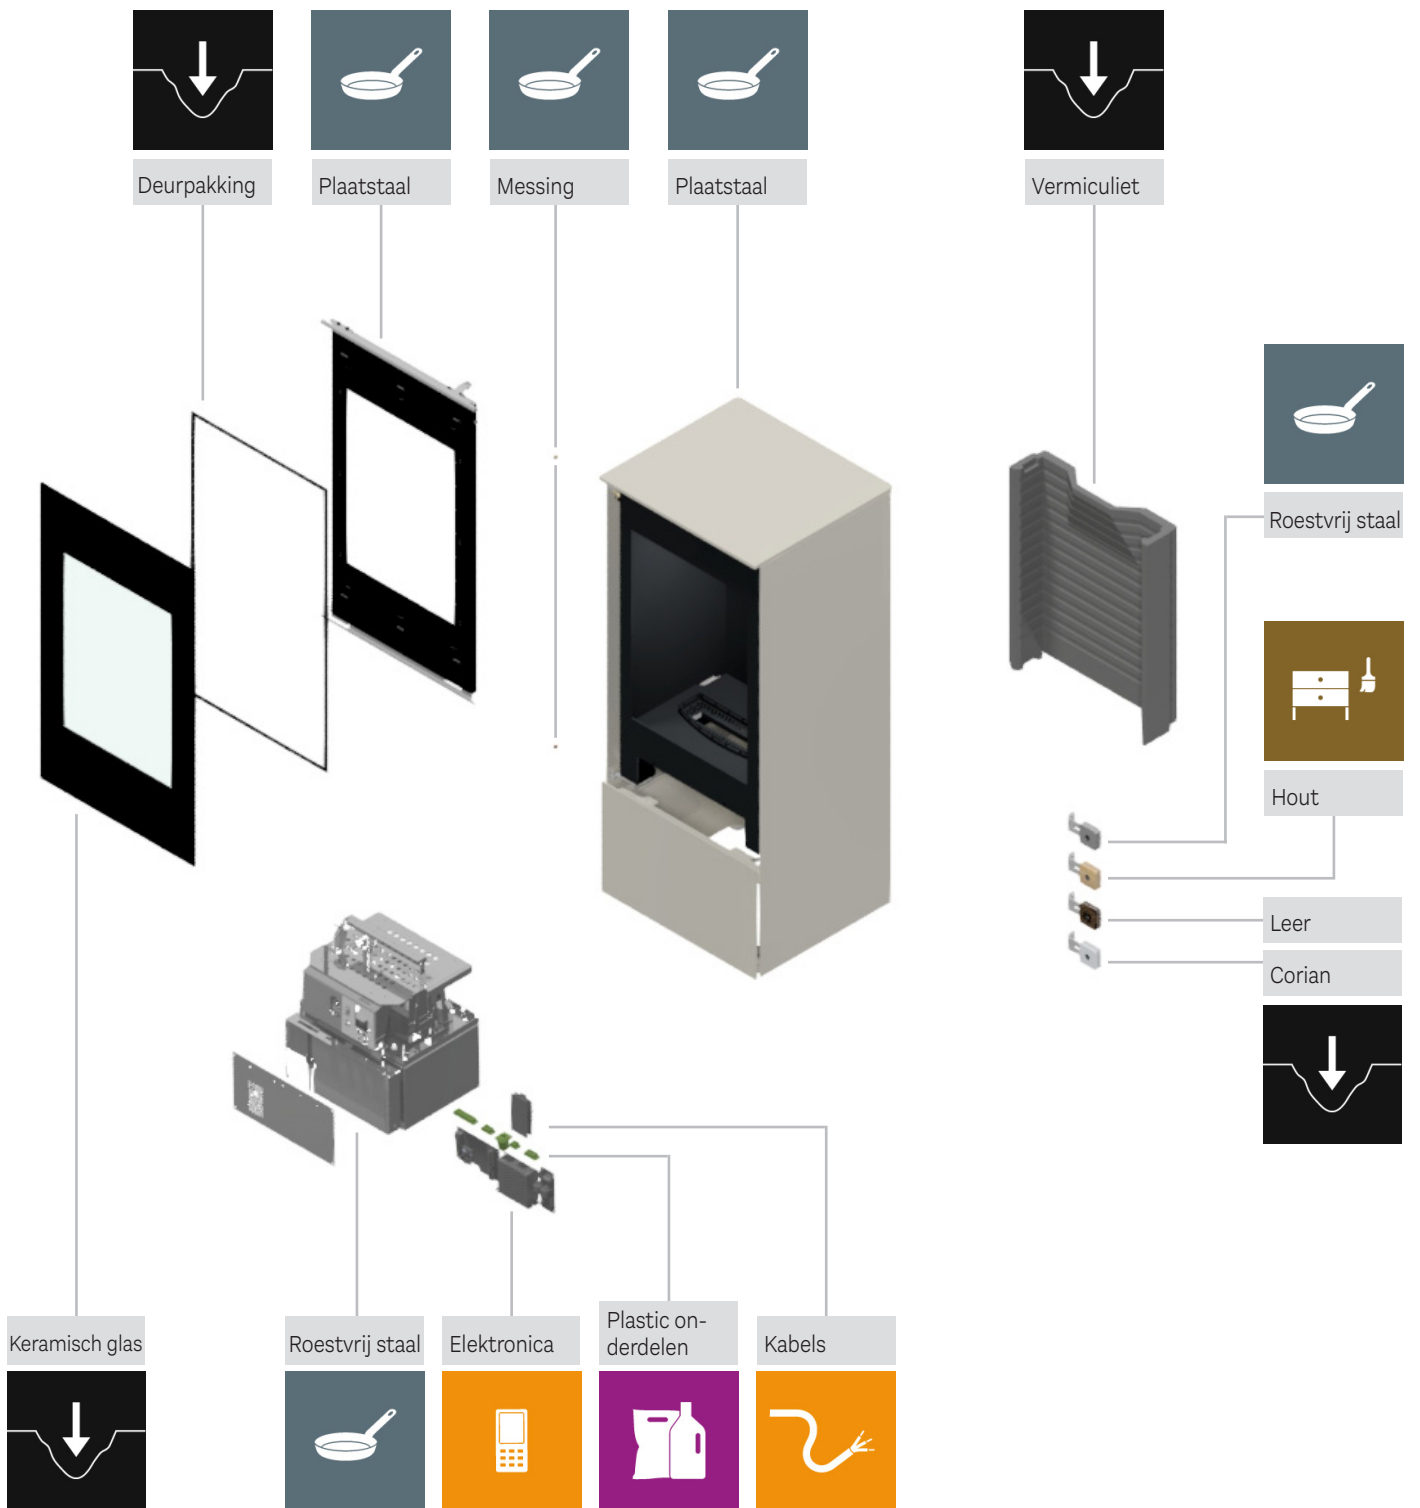 Deurpakking
Plaatstaal
Messing
Plaatstaal
Vermiculiet
Roestvrij staal
Hout
Leer
Corian
Keramisch glas
Roestvrij staal
Elektronica
Plastic on-
derdelen
Kabels